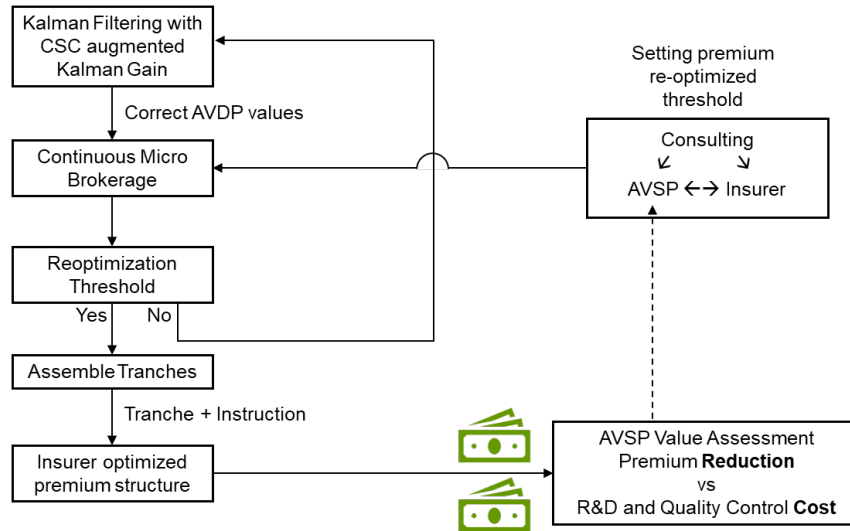 Kalman Filtering with
CSC augmented
Kalman Gain
Correct AVDP values
Continuous Micro
Brokerage
Reoptimization
Threshold
Yes
No
Assemble Tranches
Tranche + Instruction
Insurer optimized
premium structure
Setting premium
re-optimized
threshold
Consulting
AVSP ←→ Insurer
AVSP Value Assessment
Premium Reduction
vs
R&D and Quality Control Cost